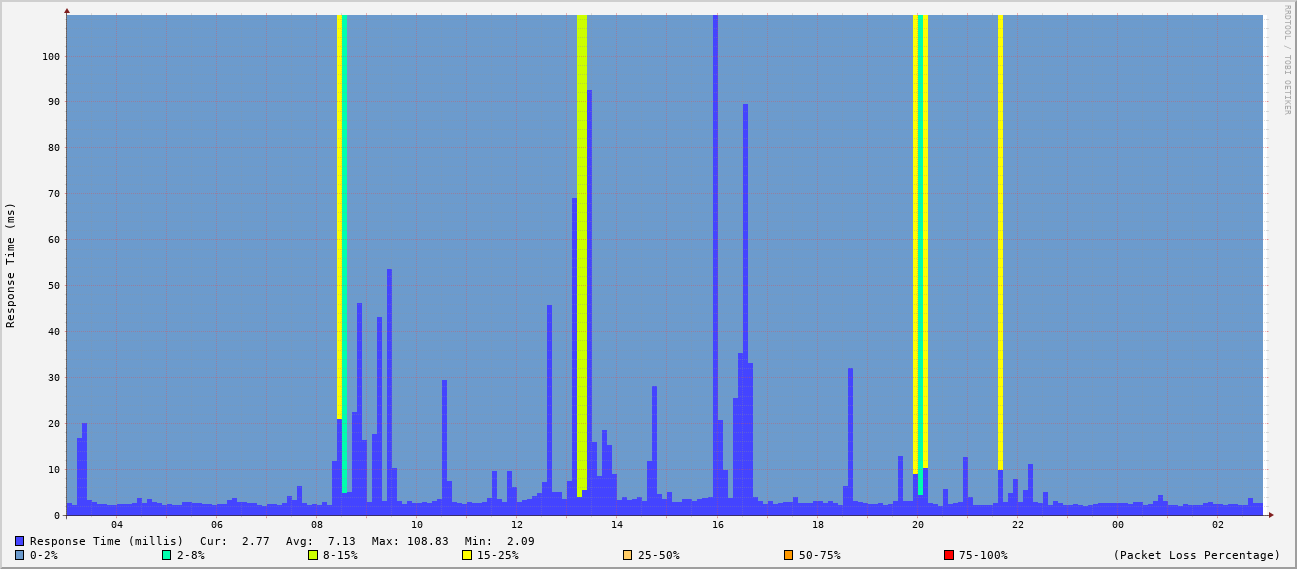 RRDTOOL / TOBI OETIKER
Response Time (ms)
100
90
80
70
60
50
40
30
20
10
0
04 06 08 10 12 14 16 18 20 22 00 02
Response Time (millis) Cur: 2.77 Avg: 7.13 Max: 108.83 Min: 2.09
0-2% 2-8% 8-15% 15-25% 25-50% 50-75% 75-100% (Packet Loss Percentage)